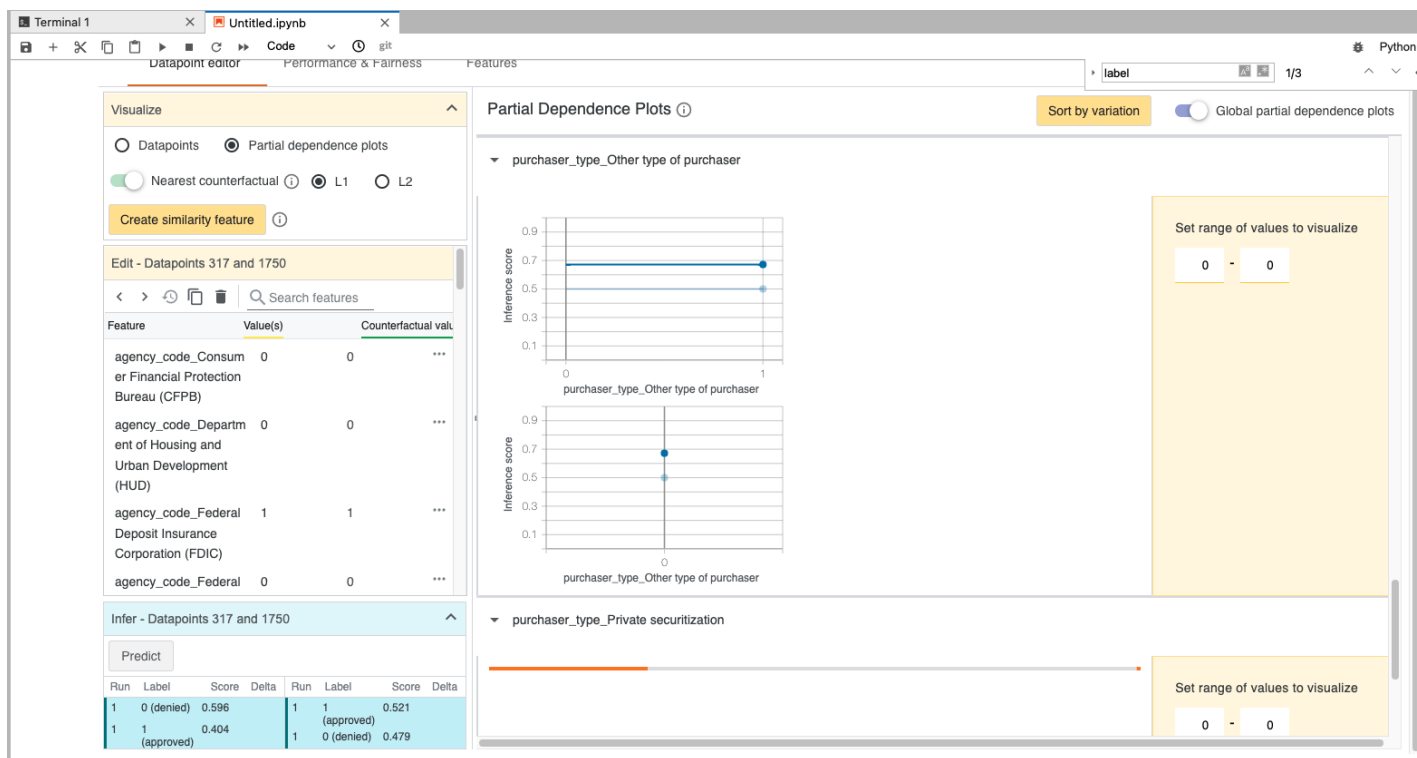 Terminal 1
Untitled.ipynb
Code
git
Python
Datapoint editor
Performance & Fairness
Features
label
1/3
Visualize
Datapoints
Partial dependence plots
Nearest counterfactual
L1
L2
Create similarity feature
Edit - Datapoints 317 and 1750
Search features
Feature Value(s) Counterfactual valu
agency_code_Consum 0 0
er Financial Protection
Bureau (CFPB)
agency_code_Departm 0 0
ent of Housing and
Urban Development
(HUD)
agency_code_Federal 1 1
Deposit Insurance
Corporation (FDIC)
agency_code_Federal 0 0
Infer - Datapoints 317 and 1750
Predict
Run Label Score Delta Run Label Score Delta
1 0 (denied) 0.596
1 1 0.404
(approved)
1 1 0.521
(approved)
1 0 (denied) 0.479
Partial Dependence Plots
Sort by variation
Global partial dependence plots
purchaser_type_Other type of purchaser
Inference score
0.9
0.7
0.5
0.3
0.1
0 1
purchaser_type_Other type of purchaser
Set range of values to visualize
0 - 0
Inference score
0.9
0.7
0.5
0.3
0.1
0
purchaser_type_Other type of purchaser
purchaser_type_Private securitization
Set range of values to visualize
0 - 0